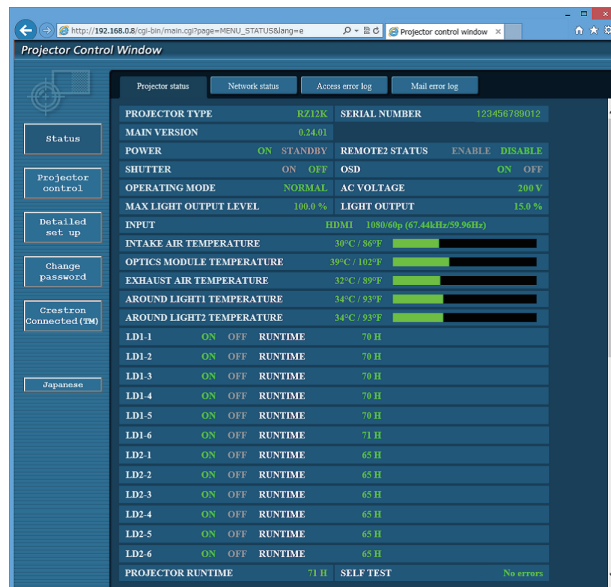 http://192.168.0.8/cgi-bin/main.cgi?page=MENU_STATUS&lang=e
Projector control window
Projector Control Window
Projector status Network status Access error log Mail error log
Status
Projector control
Detailed set up
Change password
Crestron Connected(TM)
Japanese
PROJECTOR TYPE RZ12K SERIAL NUMBER 123456789012
MAIN VERSION 0.24.01
POWER ON STANDBY REMOTE2 STATUS ENABLE DISABLE
SHUTTER ON OFF OSD ON OFF
OPERATING MODE NORMAL AC VOLTAGE 200 V
MAX LIGHT OUTPUT LEVEL 100.0 % LIGHT OUTPUT 15.0 %
INPUT HDMI 1080/60p (67.44kHz/59.96Hz)
INTAKE AIR TEMPERATURE 30°C / 86°F
OPTICS MODULE TEMPERATURE 39°C / 102°F
EXHAUST AIR TEMPERATURE 32°C / 89°F
AROUND LIGHT1 TEMPERATURE 34°C / 93°F
AROUND LIGHT2 TEMPERATURE 34°C / 93°F
LD1-1 ON OFF RUNTIME 70 H
LD1-2 ON OFF RUNTIME 70 H
LD1-3 ON OFF RUNTIME 70 H
LD1-4 ON OFF RUNTIME 70 H
LD1-5 ON OFF RUNTIME 70 H
LD1-6 ON OFF RUNTIME 71 H
LD2-1 ON OFF RUNTIME 65 H
LD2-2 ON OFF RUNTIME 65 H
LD2-3 ON OFF RUNTIME 65 H
LD2-4 ON OFF RUNTIME 65 H
LD2-5 ON OFF RUNTIME 65 H
LD2-6 ON OFF RUNTIME 65 H
PROJECTOR RUNTIME 71 H SELF TEST No errors